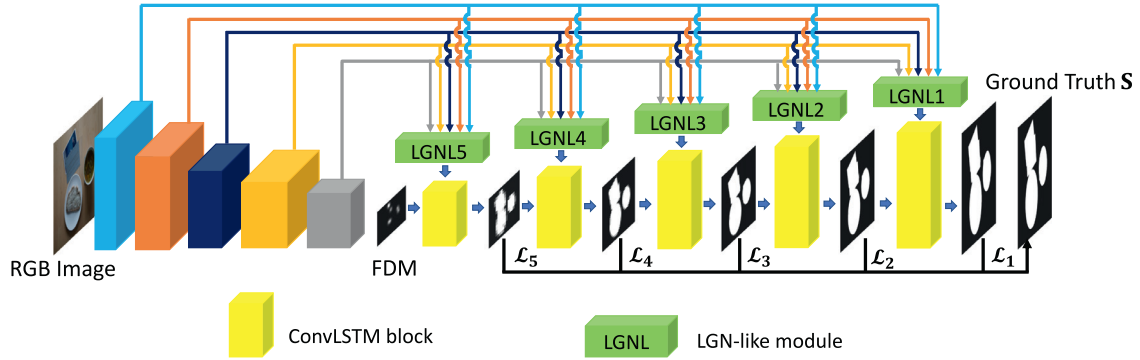 Ground Truth S
LGNL1
LGNL2
LGNL3
LGNL4
LGNL5
RGB Image
FDM
ℒ₅
ℒ₄
ℒ₃
ℒ₂
ℒ₁
ConvLSTM block
LGNL
LGN-like module